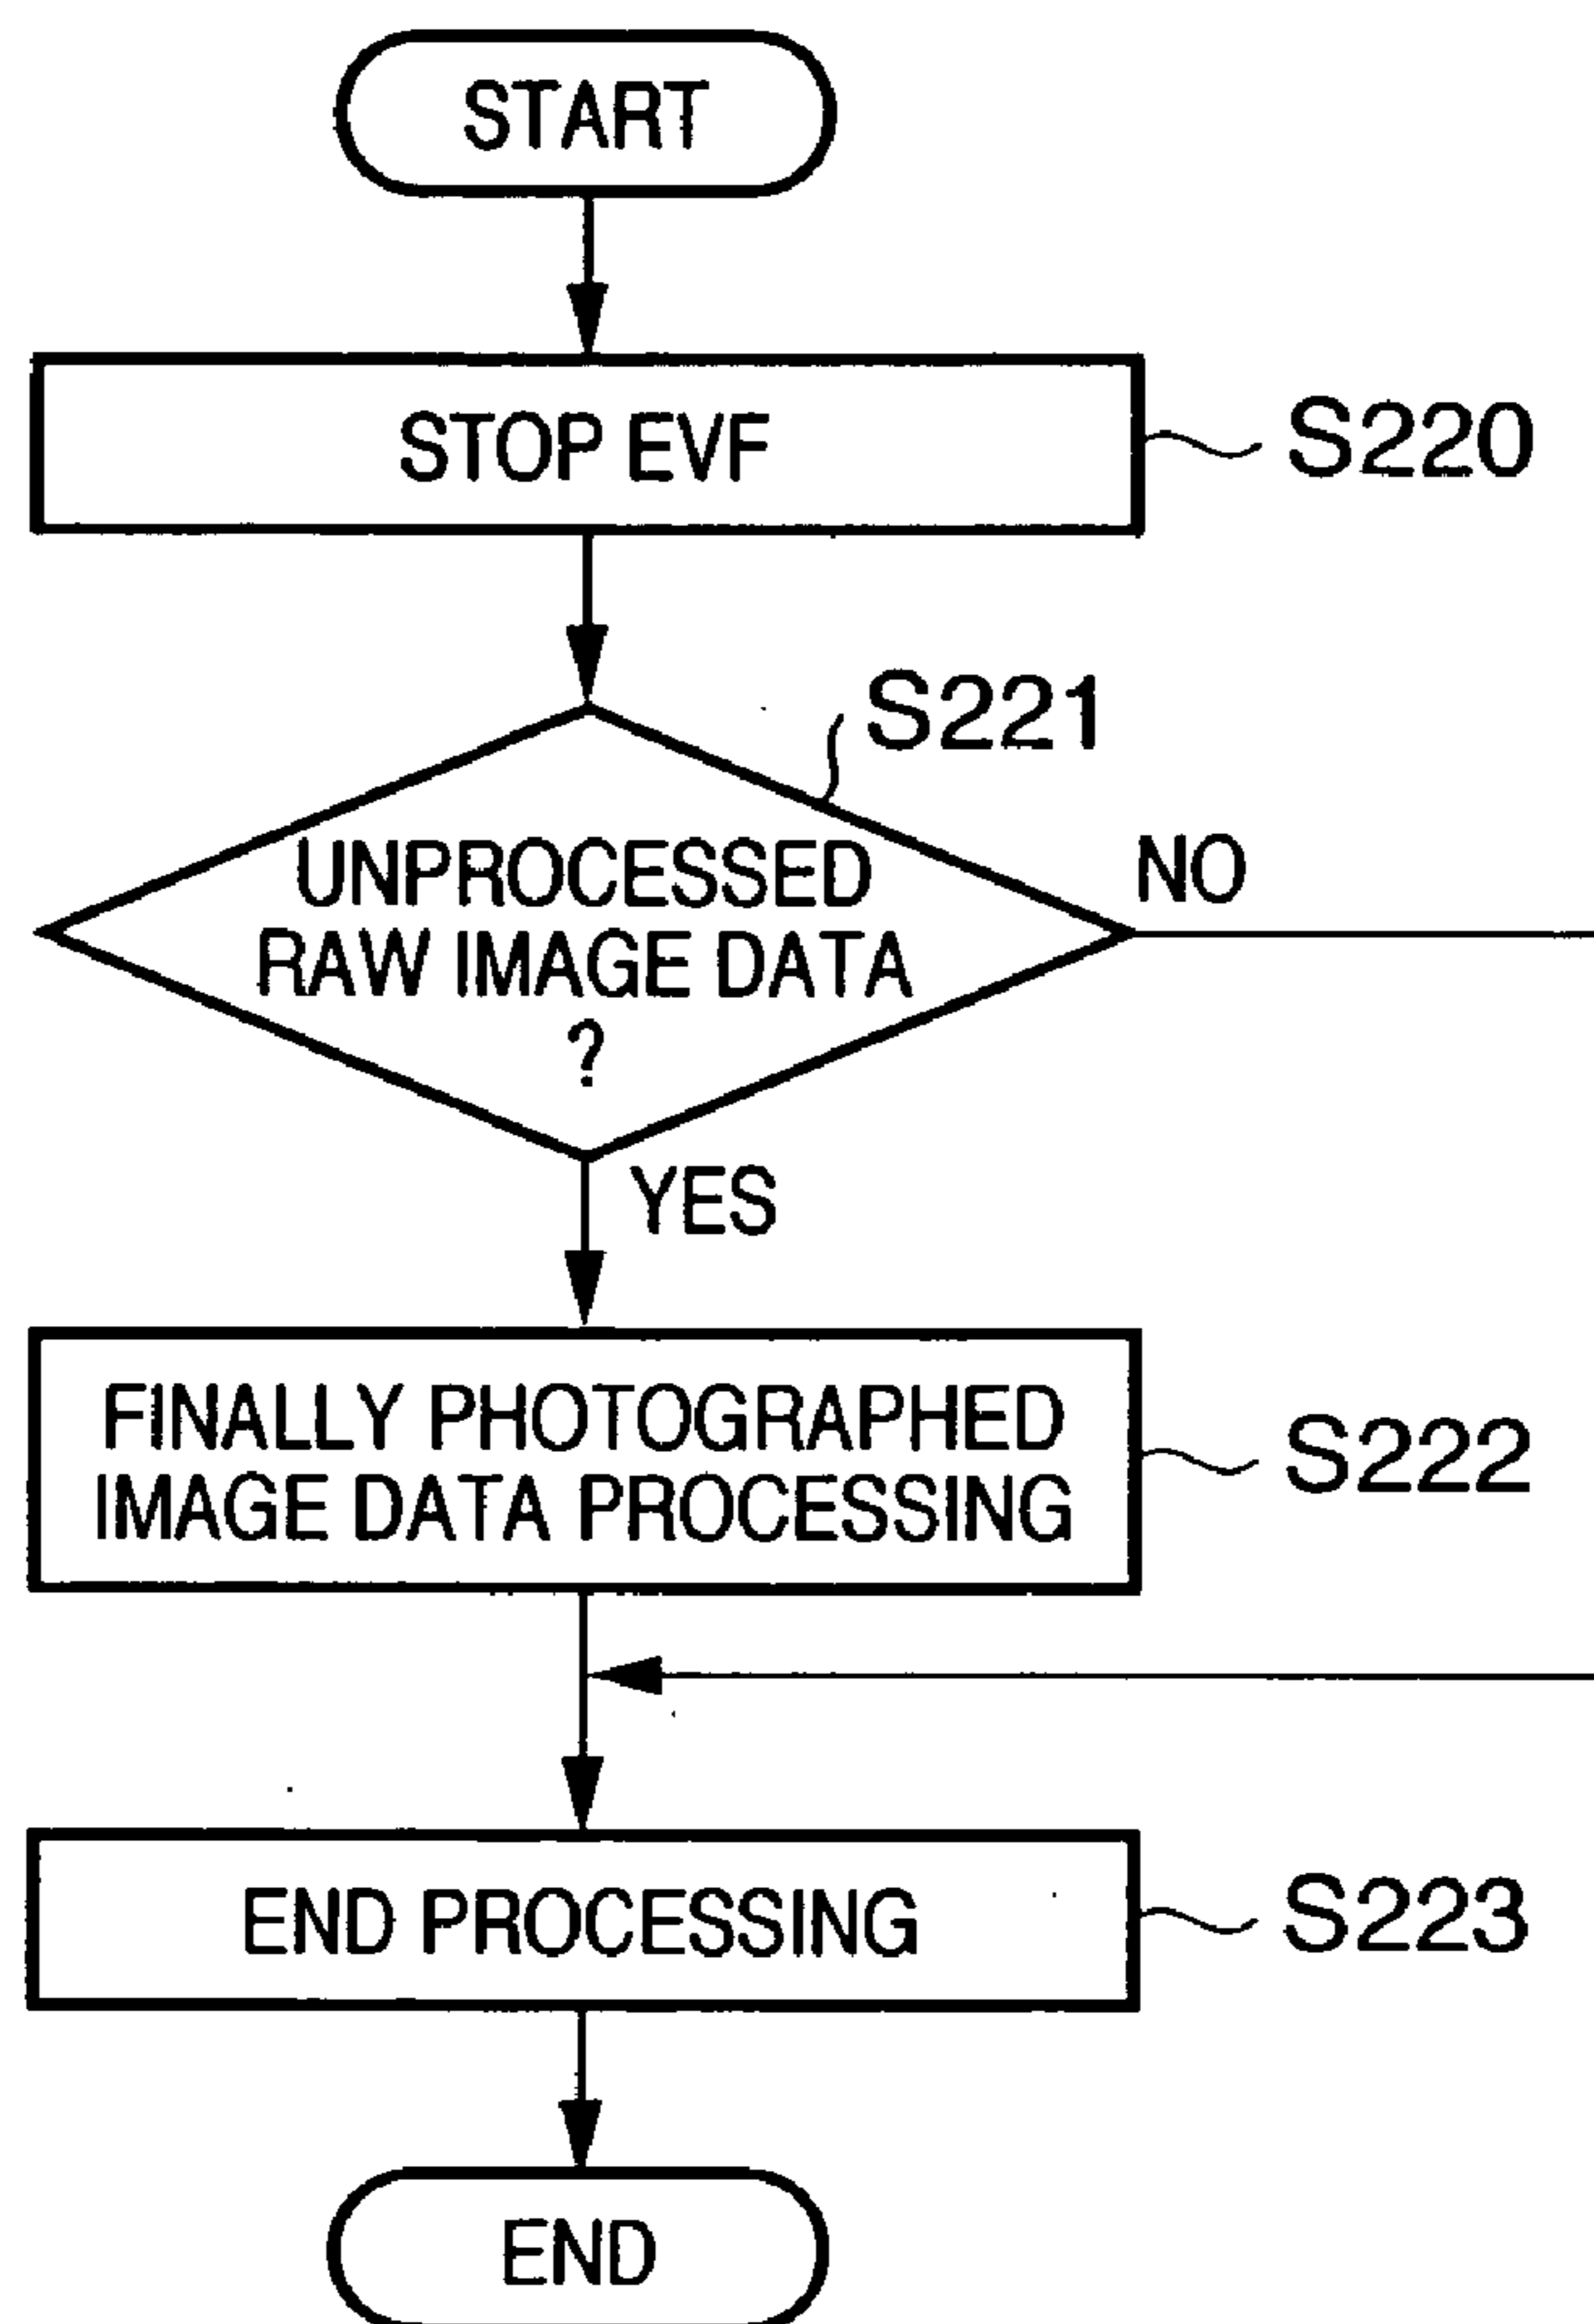 START
STOP EVF
S220
S221
UNPROCESSED
RAW IMAGE DATA
?
NO
YES
FINALLY PHOTOGRAPHED
IMAGE DATA PROCESSING
S222
END PROCESSING
S223
END